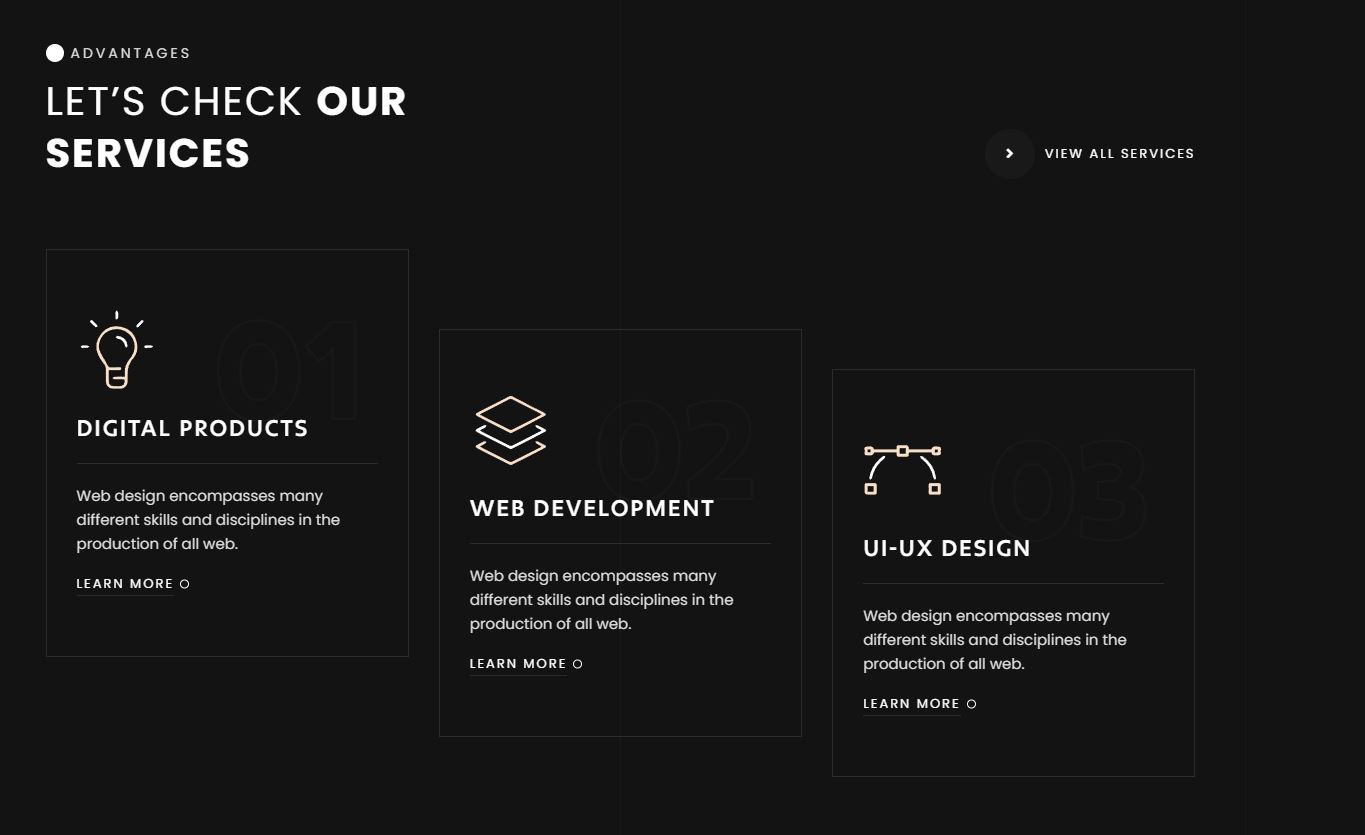 ADVANTAGES
LET’S CHECK OUR
SERVICES
VIEW ALL SERVICES
01
DIGITAL PRODUCTS
Web design encompasses many
different skills and disciplines in the
production of all web.
LEARN MORE
02
WEB DEVELOPMENT
Web design encompasses many
different skills and disciplines in the
production of all web.
LEARN MORE
03
UI-UX DESIGN
Web design encompasses many
different skills and disciplines in the
production of all web.
LEARN MORE